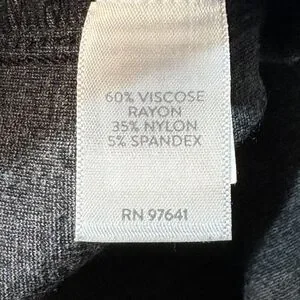 60% VISCOSE
RAYON
35% NYLON
5% SPANDEX
RN 97641